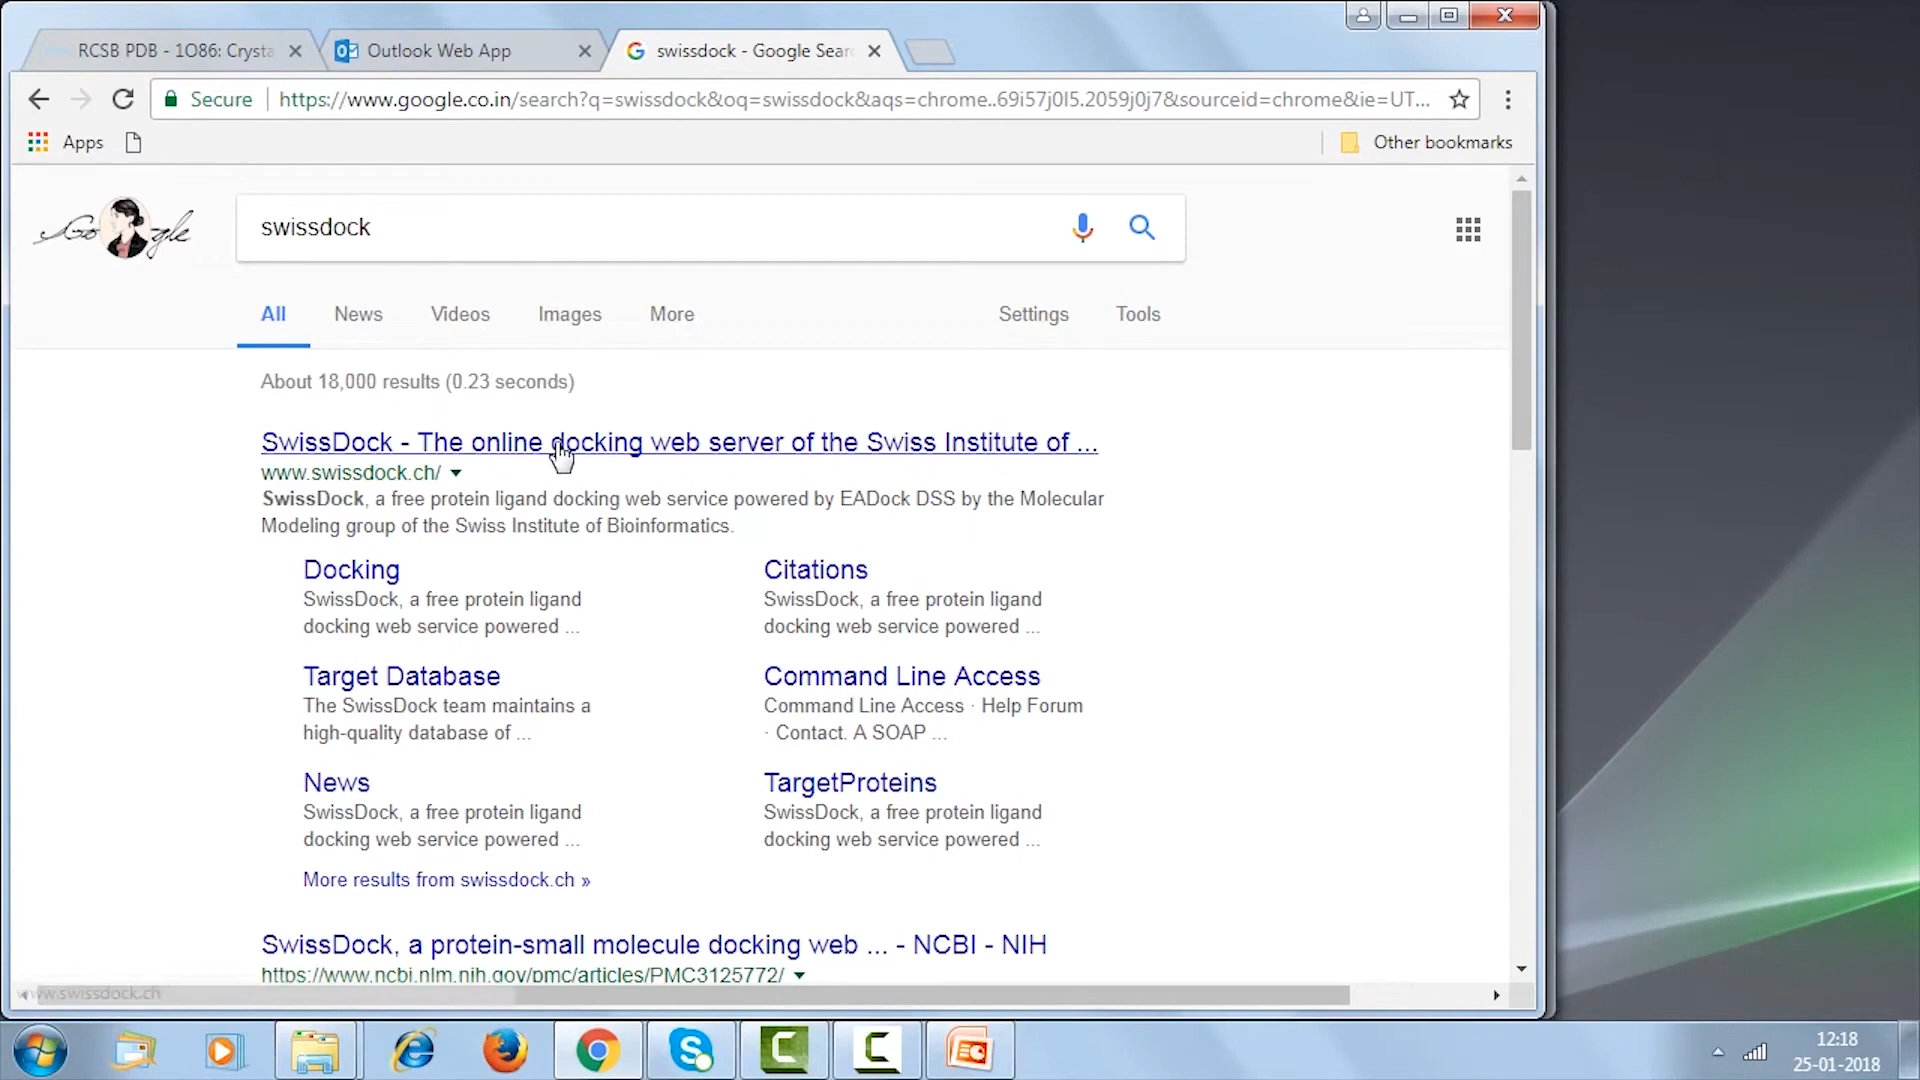 RCSB PDB - 1O86: Crysta
Outlook Web App
swissdock - Google Sear
Secure
https://www.google.co.in/search?q=swissdock&oq=swissdock&aqs=chrome..69i57j0l5.2059j0j7&sourceid=chrome&ie=UT...
Apps
Other bookmarks
Google
swissdock
All News Videos Images More Settings Tools
About 18,000 results (0.23 seconds)
SwissDock - The online docking web server of the Swiss Institute of ...
www.swissdock.ch/
SwissDock, a free protein ligand docking web service powered by EADock DSS by the Molecular
Modeling group of the Swiss Institute of Bioinformatics.
Docking
SwissDock, a free protein ligand
docking web service powered ...
Citations
SwissDock, a free protein ligand
docking web service powered ...
Target Database
The SwissDock team maintains a
high-quality database of ...
Command Line Access
Command Line Access · Help Forum
· Contact. A SOAP ...
News
SwissDock, a free protein ligand
docking web service powered ...
TargetProteins
SwissDock, a free protein ligand
docking web service powered ...
More results from swissdock.ch »
SwissDock, a protein-small molecule docking web ... - NCBI - NIH
https://www.ncbi.nlm.nih.gov/pmc/articles/PMC3125772/
www.swissdock.ch
12:18
25-01-2018